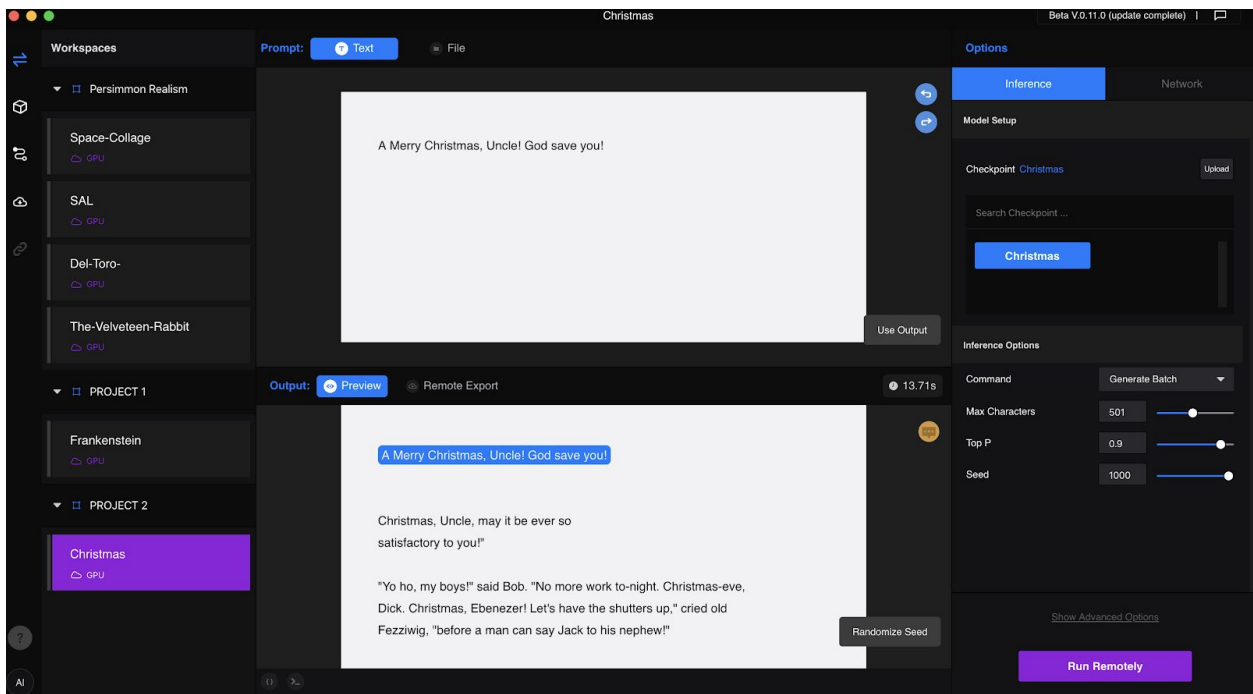 Christmas
Beta V.0.11.0 (update complete) |
Workspaces
Persimmon Realism
Space-Collage
GPU
SAL
GPU
Del-Toro-
GPU
The-Velveteen-Rabbit
GPU
PROJECT 1
Frankenstein
GPU
PROJECT 2
Christmas
GPU
?
AI
Prompt:
T Text
File
A Merry Christmas, Uncle! God save you!
Use Output
Output:
Preview
Remote Export
13.71s
A Merry Christmas, Uncle! God save you!
Christmas, Uncle, may it be ever so
satisfactory to you!"
"Yo ho, my boys!" said Bob. "No more work to-night. Christmas-eve,
Dick. Christmas, Ebenezer! Let's have the shutters up," cried old
Fezziwig, "before a man can say Jack to his nephew!"
Randomize Seed
Options
Inference
Network
Model Setup
Checkpoint Christmas
Upload
Search Checkpoint ...
Christmas
Inference Options
Command Generate Batch
Max Characters 501
Top P 0.9
Seed 1000
Show Advanced Options
Run Remotely